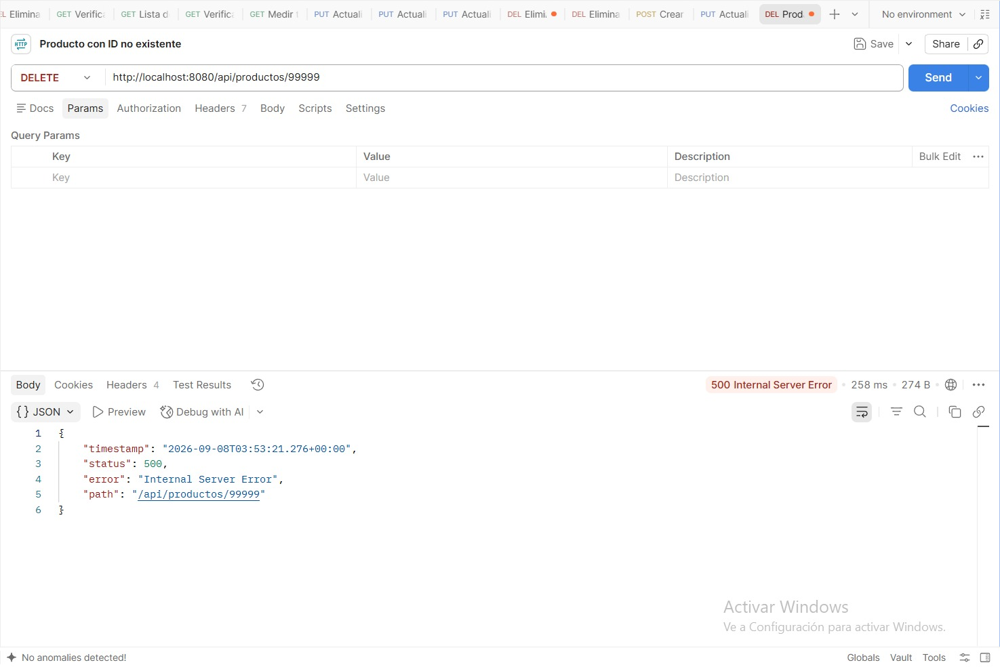 EL Elimina GET Verifica GET Lista d GET Verifica GET Medir t PUT Actuali PUT Actuali PUT Actuali DEL Elimi. DEL Elimina POST Crear PUT Actuali DEL Prod. No environment
HTTP Producto con ID no existente Save Share
DELETE http://localhost:8080/api/productos/99999 Send
Docs Params Authorization Headers 7 Body Scripts Settings Cookies
Query Params
Key Value Description Bulk Edit
Key Value Description
Body Cookies Headers 4 Test Results 500 Internal Server Error 258 ms 274 B
{} JSON Preview Debug with AI
1 {
2 "timestamp": "2026-09-08T03:53:21.276+00:00",
3 "status": 500,
4 "error": "Internal Server Error",
5 "path": "/api/productos/99999"
6 }
Activar Windows
Ve a Configuración para activar Windows.
No anomalies detected! Globals Vault Tools